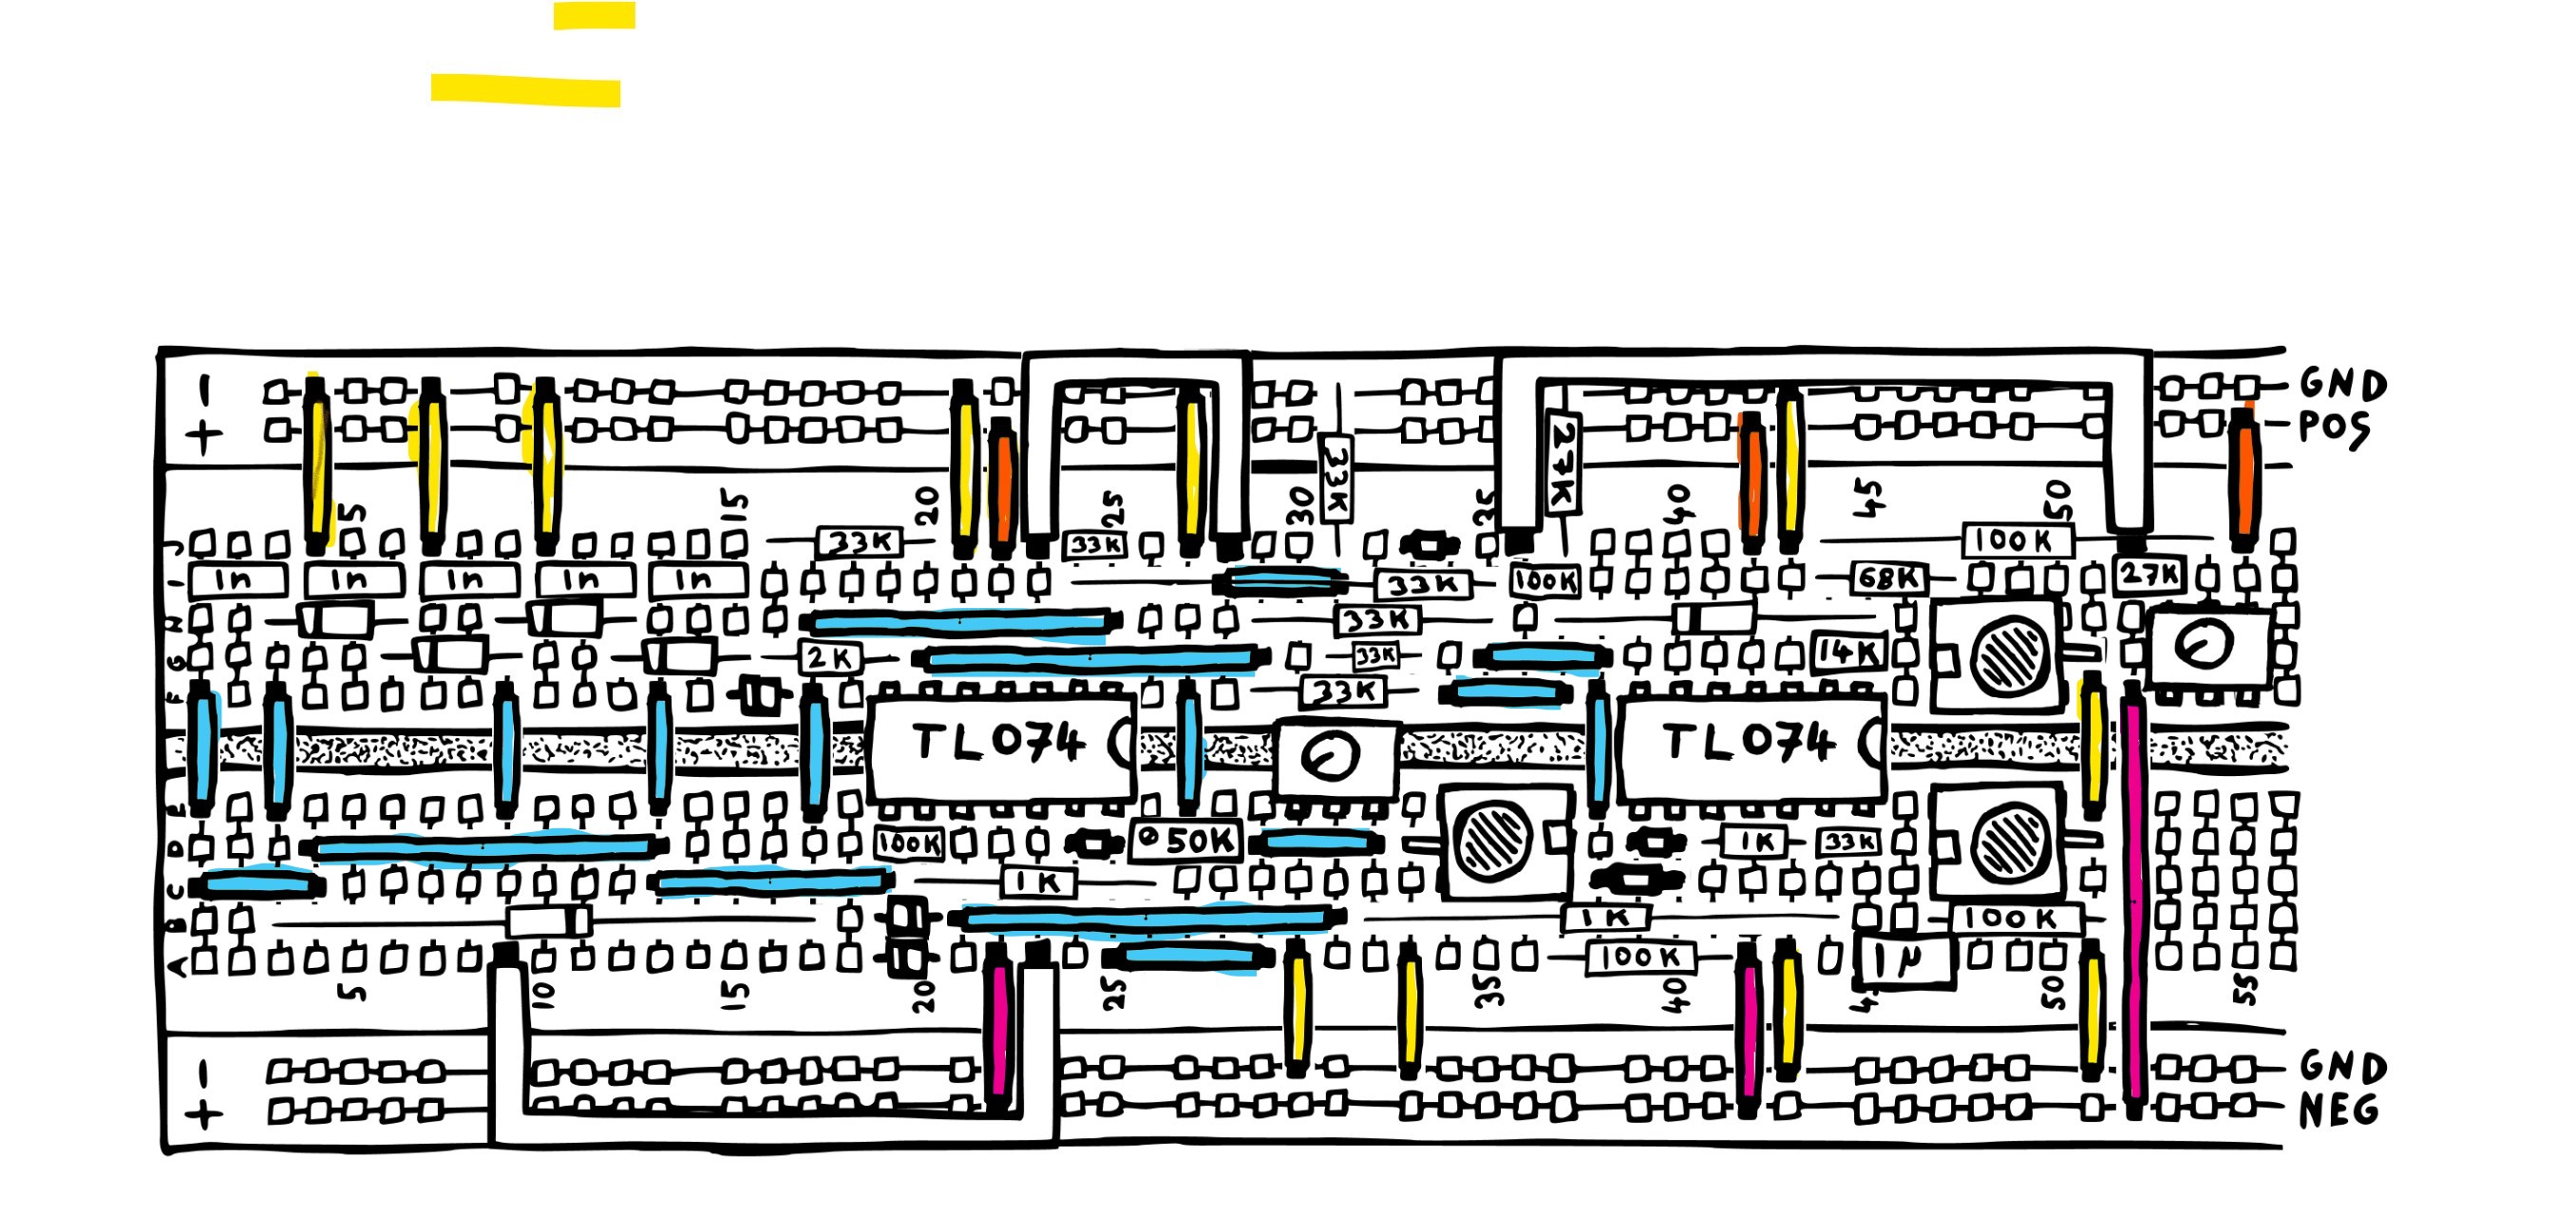 − GND
+ POS
33K 27K
5 15 20 25 30 35 40 45 50
J 33K 33K 100K
I 1n 1n 1n 1n 1n 33K 100K 68K 27K
H 33K
G 2K 33K 14K
F 33K
TL074 TL074
E
D 100K 50K 1K 33K
C 1K
B 1K 100K
A 100K 1µ
5 10 15 20 25 35 40 50 55
− GND
+ NEG